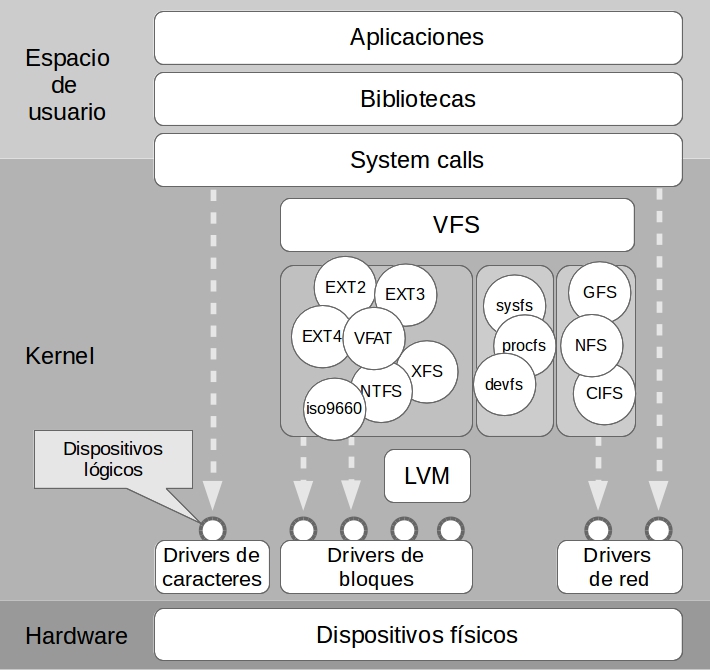 Aplicaciones
Espacio
de
usuario
Bibliotecas
System calls
VFS
EXT2
EXT3
EXT4
VFAT
XFS
NTFS
iso9660
sysfs
procfs
devfs
GFS
NFS
CIFS
Kernel
Dispositivos
lógicos
LVM
Drivers de
caracteres
Drivers de
bloques
Drivers
de red
Hardware
Dispositivos físicos